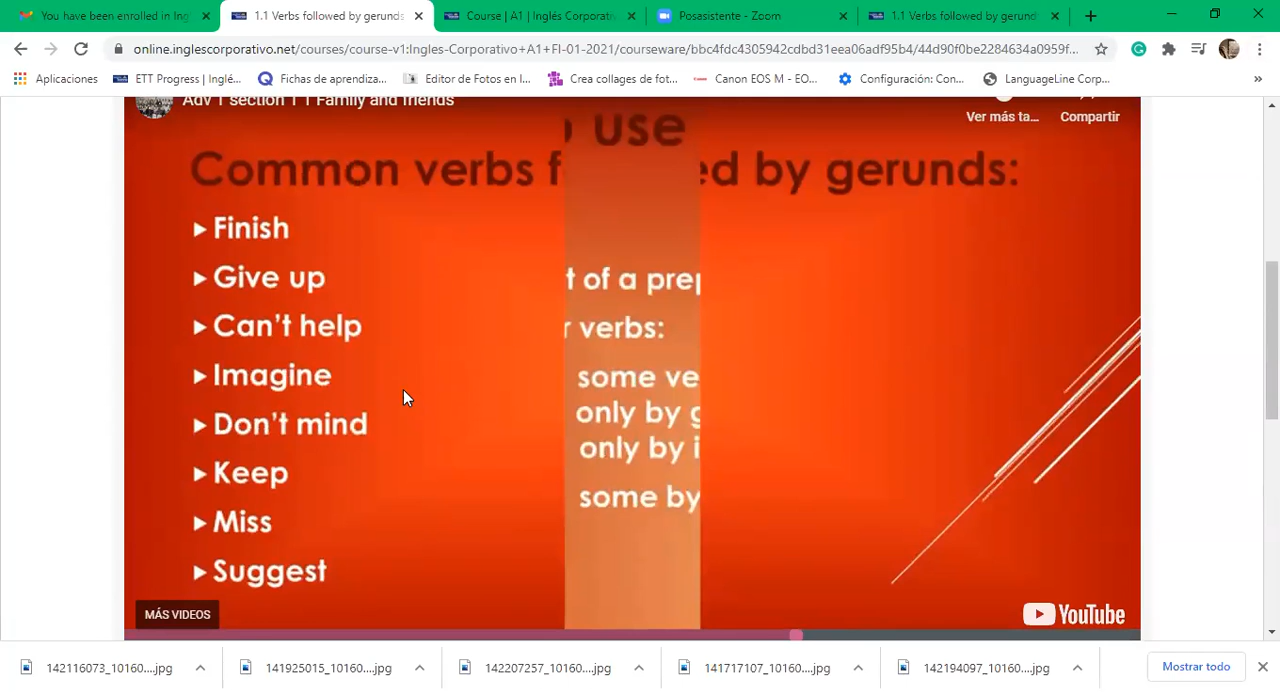 You have been enrolled in Ing
1.1 Verbs followed by gerunds
Course | A1 | Inglés Corporativ
Posasistente - Zoom
1.1 Verbs followed by gerund
online.inglescorporativo.net/courses/course-v1:Ingles-Corporativo+A1+FI-01-2021/courseware/bbc4fdc4305942cdbd31eea06adf95b4/44d90f0be2284634a0959f...
Aplicaciones
ETT Progress | Inglé...
Fichas de aprendiza...
Editor de Fotos en l...
Crea collages de fot...
Canon EOS M - EO...
Configuración: Con...
LanguageLine Corp...
»
Adv 1 section 1 1 Family and friends
Ver más ta...
Compartir
use
Common verbs f ed by gerunds:
Finish
Give up
Can't help
Imagine
Don't mind
Keep
Miss
Suggest
t of a prep
r verbs:
some ve
only by g
only by i
some by
MÁS VIDEOS
YouTube
142116073_10160....jpg
141925015_10160....jpg
142207257_10160....jpg
141717107_10160....jpg
142194097_10160....jpg
Mostrar todo